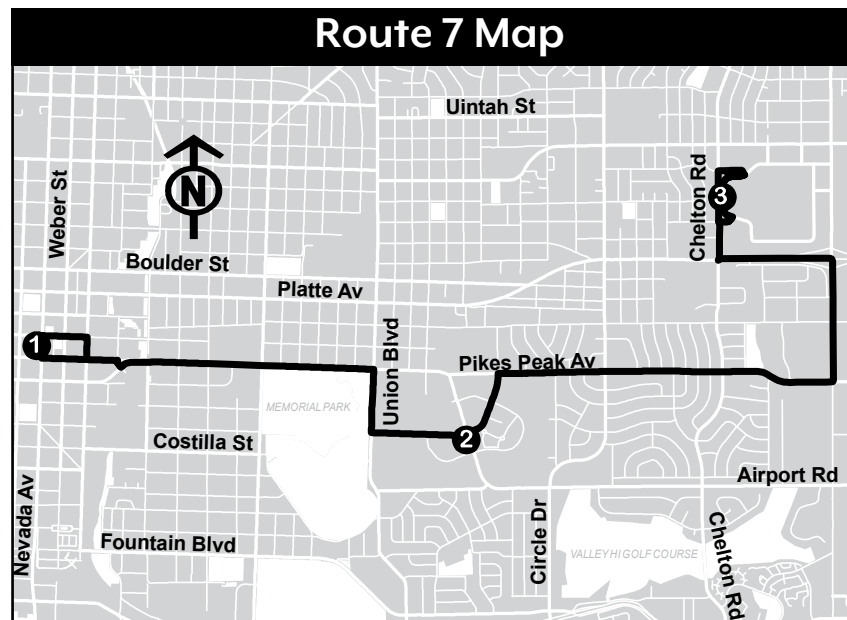 Route 7 Map
Uintah St
Weber St
N
Chelton Rd
3
Boulder St
Platte Av
1
Union Blvd
Pikes Peak Av
MEMORIAL PARK
Costilla St
2
Airport Rd
Nevada Av
Fountain Blvd
Circle Dr
VALLEY HI GOLF COURSE
Chelton Rd